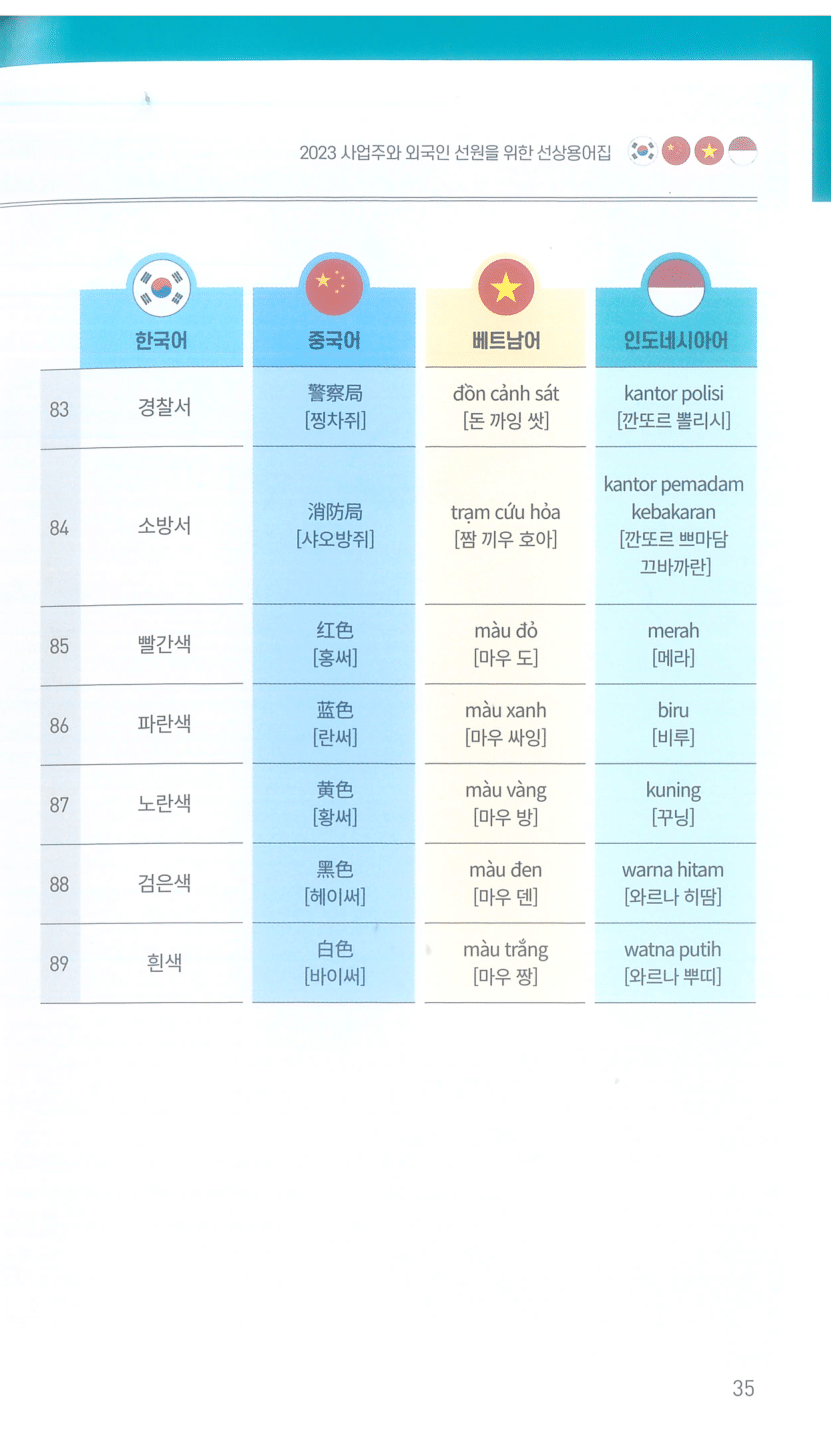 2023 사업주와 외국인 선원을 위한 선상용어집
한국어 중국어 베트남어 인도네시아어
83 경찰서 警察局 đồn cảnh sát kantor polisi
[찡차쥐] [돈 까잉 쌋] [깐또르 뽈리시]
84 소방서 消防局 trạm cứu hỏa kantor pemadam
kebakaran
[샤오방쥐] [짬 끼우 호아] [깐또르 쁘마담
끄바까란]
85 빨간색 红色 màu đỏ merah
[홍써] [마우 도] [메라]
86 파란색 蓝色 màu xanh biru
[란써] [마우 싸잉] [비루]
87 노란색 黄色 màu vàng kuning
[황써] [마우 방] [꾸닝]
88 검은색 黑色 màu đen warna hitam
[헤이써] [마우 덴] [와르나 히땀]
89 흰색 白色 màu trắng watna putih
[바이써] [마우 짱] [와르나 뿌띠]
35